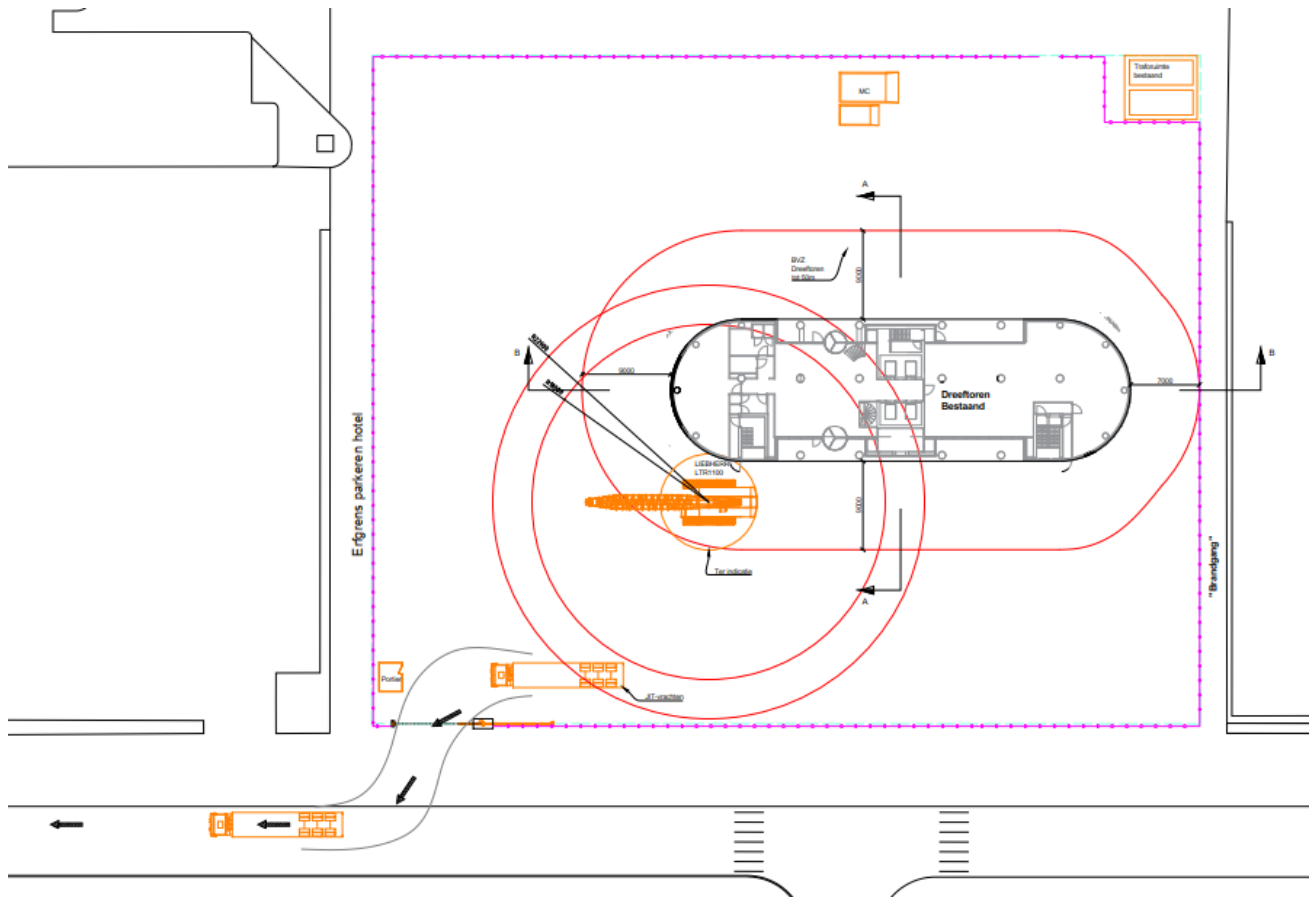 Traforuimte
bestaand
MC
A
BVZ
Dreeftoren
tot 50m
9000
B
B
9000
7000
Dreeftoren
Bestaand
LIEBHERR
LTR1100
9000
Erfgrens parkeren hotel
"Brandgang"
Ter indicatie
A
Portier
JIT-vrachten